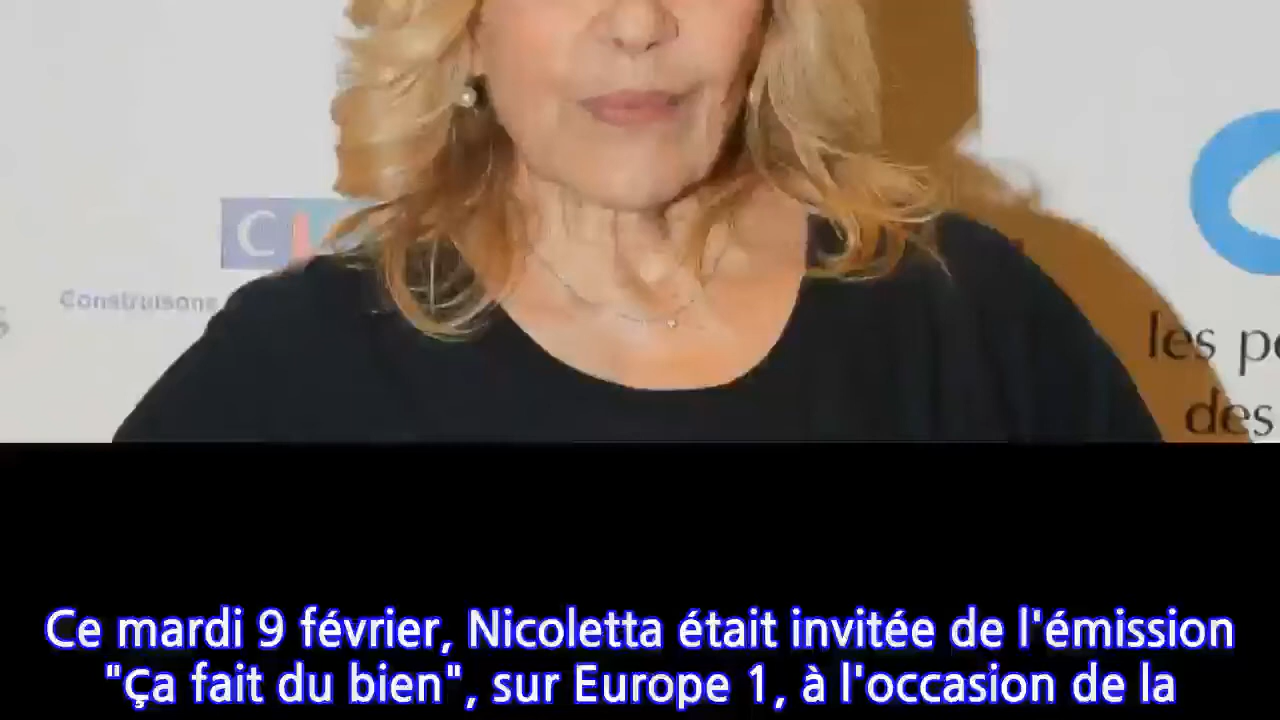 C
Construisons
les p
des
Ce mardi 9 février, Nicoletta était invitée de l'émission
"Ça fait du bien", sur Europe 1, à l'occasion de la